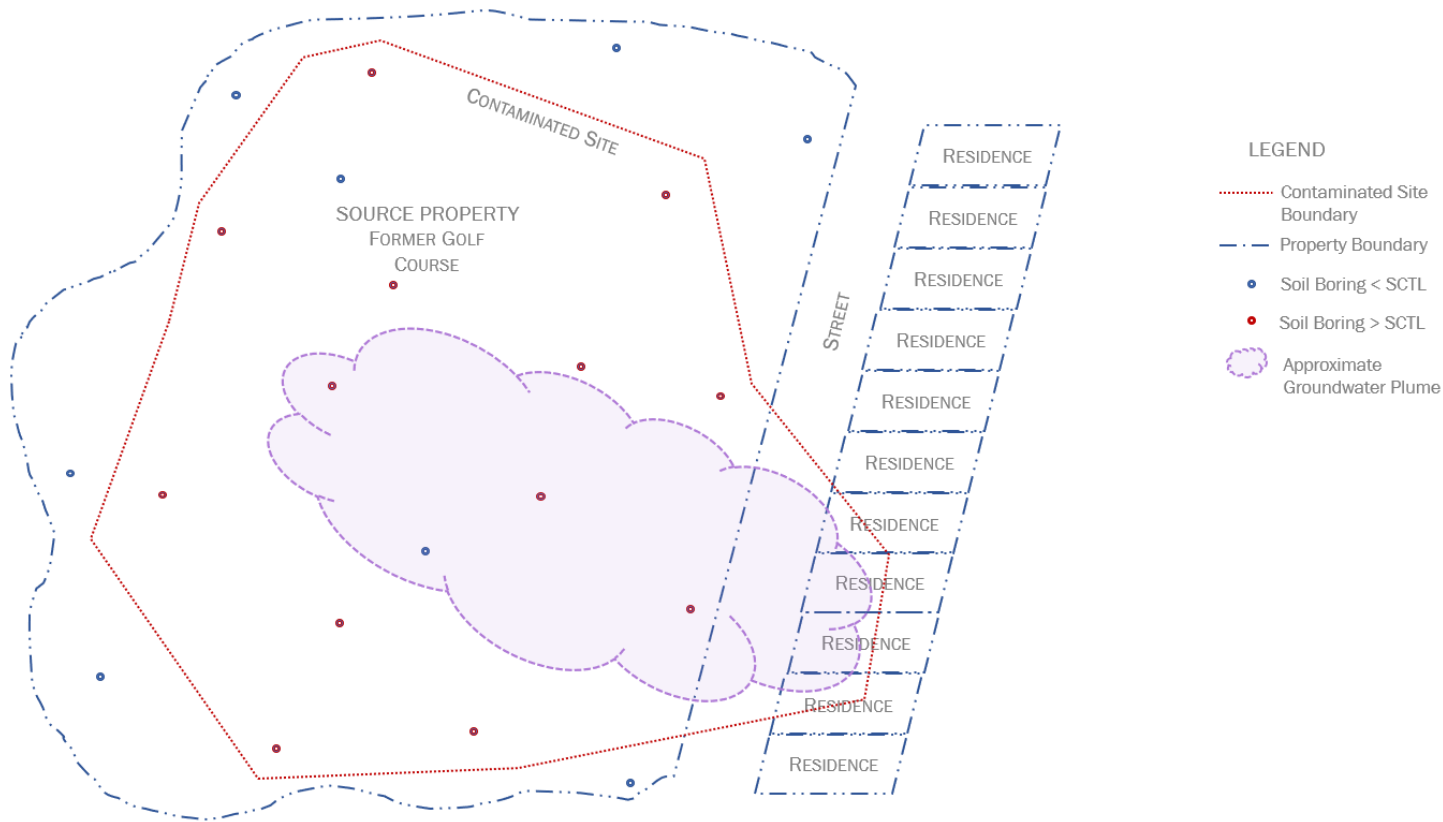 CONTAMINATED SITE
SOURCE PROPERTY
FORMER GOLF
COURSE
STREET
RESIDENCE
RESIDENCE
RESIDENCE
RESIDENCE
RESIDENCE
RESIDENCE
RESIDENCE
RESIDENCE
RESIDENCE
RESIDENCE
RESIDENCE
LEGEND
Contaminated Site
Boundary
Property Boundary
Soil Boring < SCTL
Soil Boring > SCTL
Approximate
Groundwater Plume